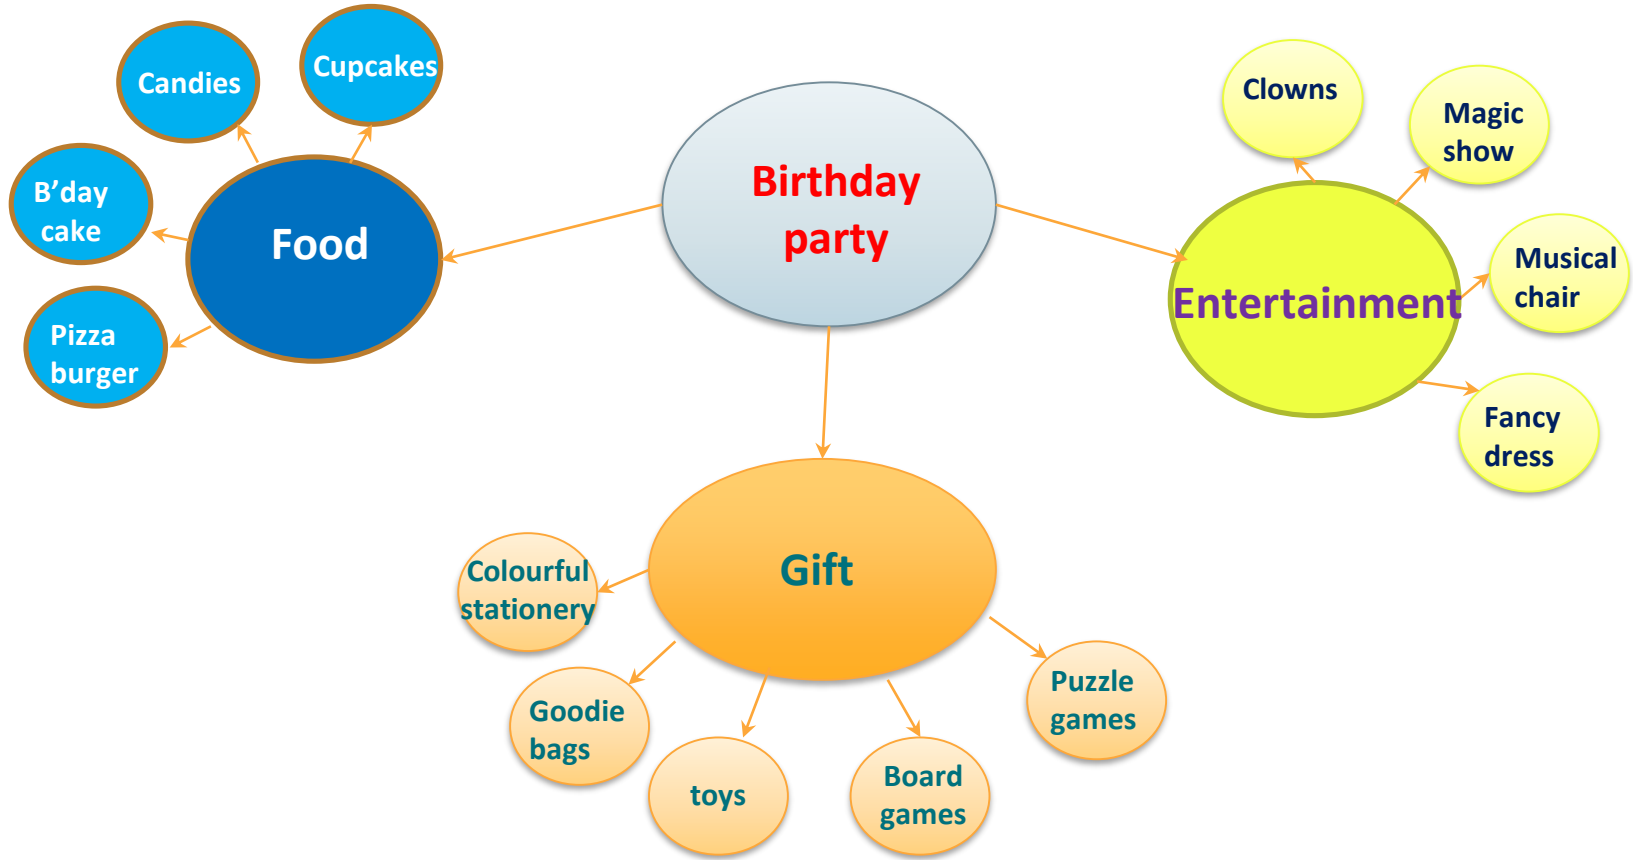 Birthday
party
Food
Candies
Cupcakes
B’day
cake
Pizza
burger
Entertainment
Clowns
Magic
show
Musical
chair
Fancy
dress
Gift
Colourful
stationery
Goodie
bags
toys
Board
games
Puzzle
games